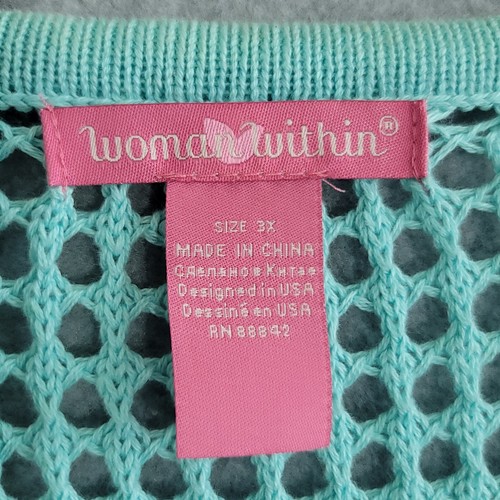 woman within®
SIZE 3X
MADE IN CHINA
Сделано в Китае
Designed in USA
Dessiné en USA
RN 88842